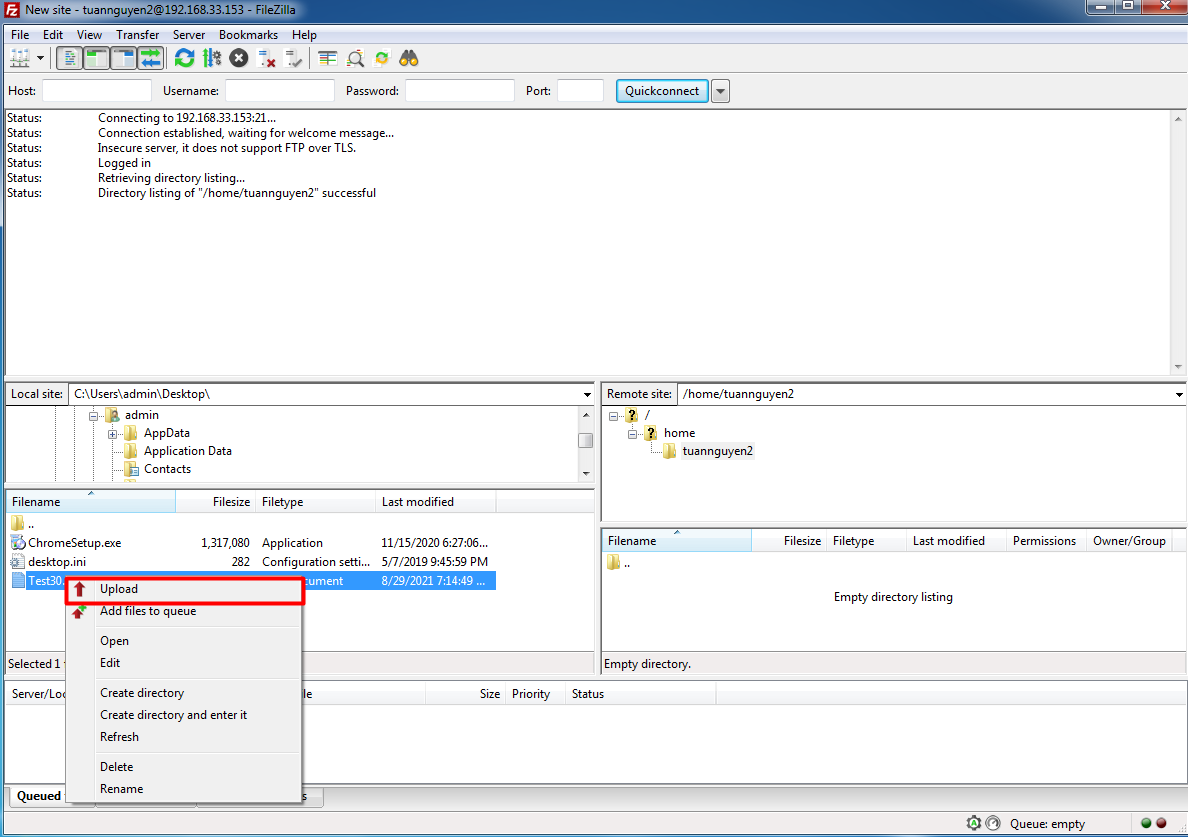 New site - tuannguyen2@192.168.33.153 - FileZilla
File Edit View Transfer Server Bookmarks Help
Host: Username: Password: Port: Quickconnect
Status: Connecting to 192.168.33.153:21...
Status: Connection established, waiting for welcome message...
Status: Insecure server, it does not support FTP over TLS.
Status: Logged in
Status: Retrieving directory listing...
Status: Directory listing of "/home/tuannguyen2" successful
Local site: C:\Users\admin\Desktop\
admin
AppData
Application Data
Contacts
Filename Filesize Filetype Last modified
..
ChromeSetup.exe 1,317,080 Application 11/15/2020 6:27:06...
desktop.ini 282 Configuration setti... 5/7/2019 9:45:59 PM
Test30. cument 8/29/2021 7:14:49 ...
Selected 1
Remote site: /home/tuannguyen2
/
home
tuannguyen2
Filename Filesize Filetype Last modified Permissions Owner/Group
..
Empty directory listing
Empty directory.
Upload
Add files to queue
Open
Edit
Create directory
Create directory and enter it
Refresh
Delete
Rename
Server/Loc le Size Priority Status
Queued s
Queue: empty